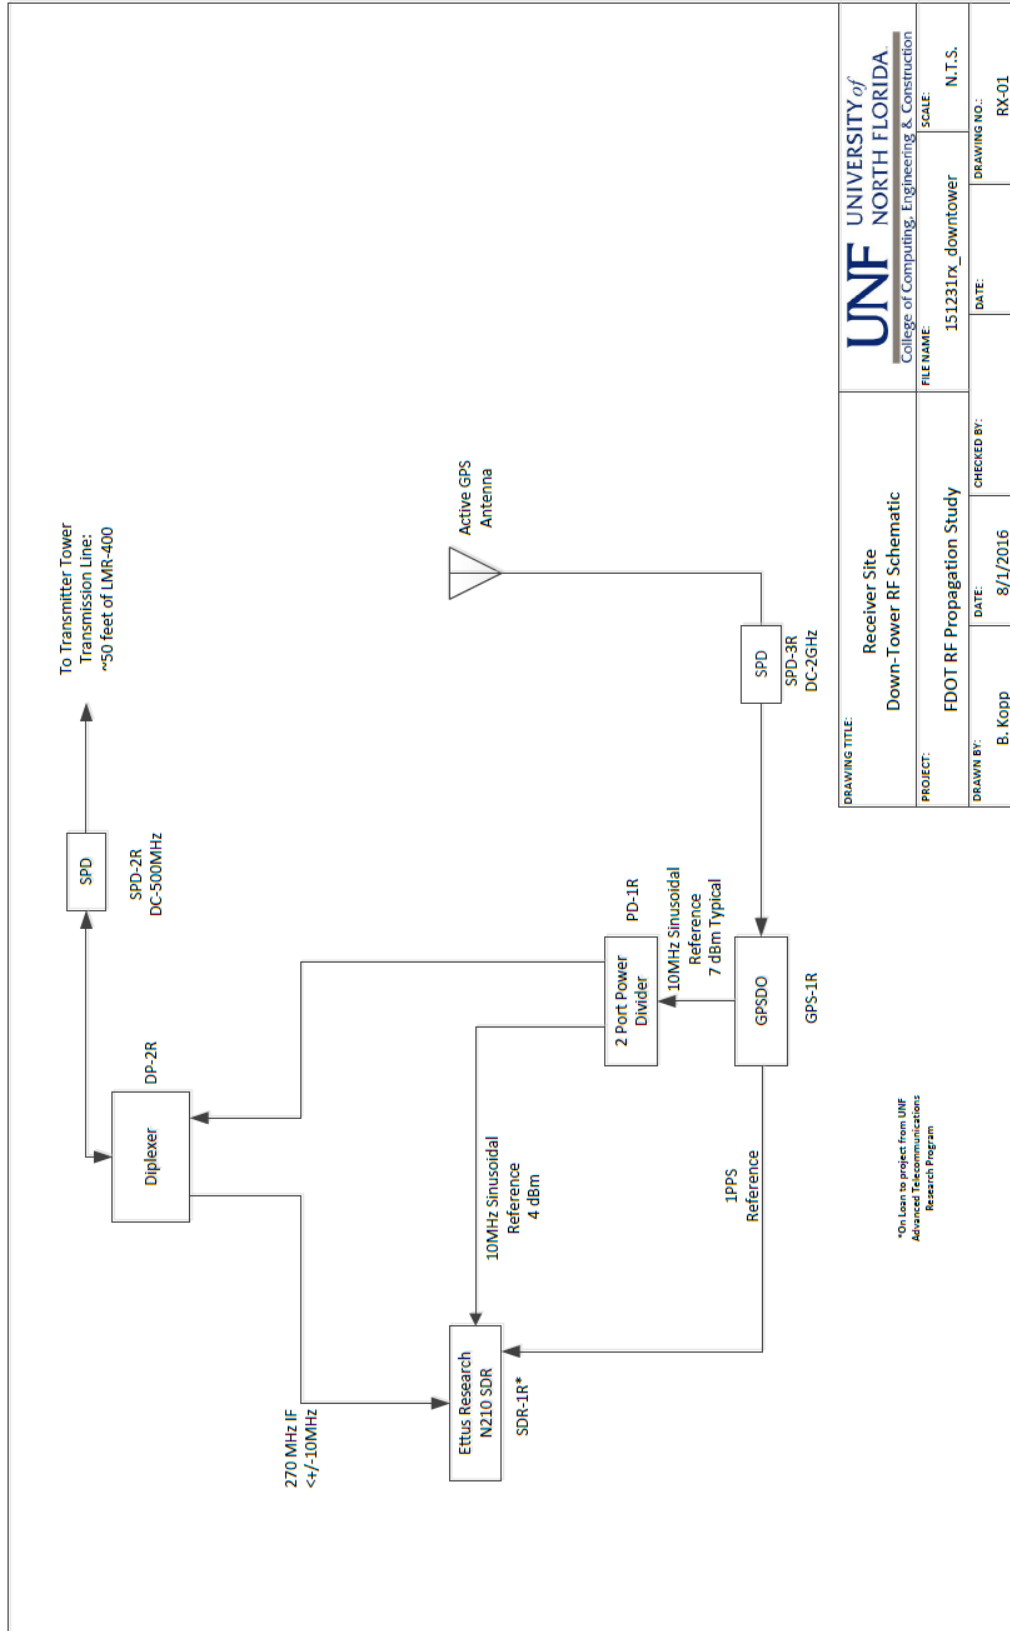 To Transmitter Tower
Transmission Line:
~50 feet of LMR-400
SPD
SPD-2R
DC-500MHz
Diplexer
DP-2R
270 MHz IF
<+/-10MHz
Ettus Research
N210 SDR
SDR-1R*
10MHz Sinusoidal
Reference
4 dBm
2 Port Power
Divider
PD-1R
10MHz Sinusoidal
Reference
7 dBm Typical
Active GPS
Antenna
1PPS
Reference
GPSDO
GPS-1R
SPD
SPD-3R
DC-2GHz
*On Loan to project from UNF
Advanced Telecommunications
Research Program
DRAWING TITLE:
Receiver Site
Down-Tower RF Schematic
UNF UNIVERSITY of
NORTH FLORIDA.
College of Computing, Engineering & Construction
PROJECT:
FDOT RF Propagation Study
FILE NAME:
151231rx_downtower
SCALE:
N.T.S.
DRAWN BY:
B. Kopp
DATE:
8/1/2016
CHECKED BY:
DATE:
DRAWING NO.:
RX-01